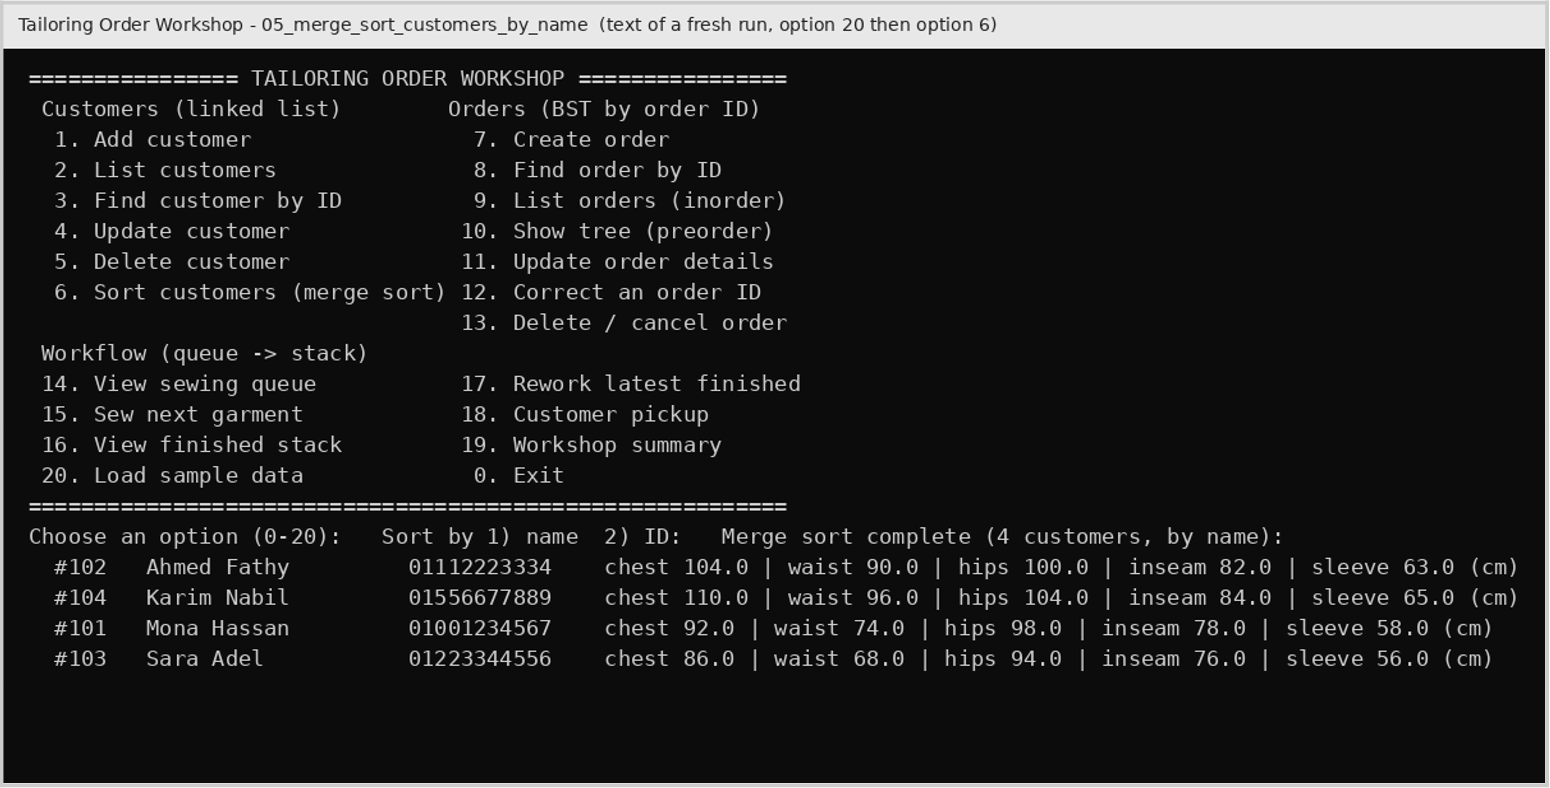 Tailoring Order Workshop - 05_merge_sort_customers_by_name  (text of a fresh run, option 20 then option 6)
================ TAILORING ORDER WORKSHOP ================
 Customers (linked list)        Orders (BST by order ID)
  1. Add customer                 7. Create order
  2. List customers               8. Find order by ID
  3. Find customer by ID          9. List orders (inorder)
  4. Update customer             10. Show tree (preorder)
  5. Delete customer             11. Update order details
  6. Sort customers (merge sort) 12. Correct an order ID
                                 13. Delete / cancel order
 Workflow (queue -> stack)
 14. View sewing queue           17. Rework latest finished
 15. Sew next garment            18. Customer pickup
 16. View finished stack         19. Workshop summary
 20. Load sample data             0. Exit
==========================================================
Choose an option (0-20):   Sort by 1) name  2) ID:   Merge sort complete (4 customers, by name):
  #102   Ahmed Fathy         01112223334    chest 104.0 | waist 90.0 | hips 100.0 | inseam 82.0 | sleeve 63.0 (cm)
  #104   Karim Nabil         01556677889    chest 110.0 | waist 96.0 | hips 104.0 | inseam 84.0 | sleeve 65.0 (cm)
  #101   Mona Hassan         01001234567    chest 92.0 | waist 74.0 | hips 98.0 | inseam 78.0 | sleeve 58.0 (cm)
  #103   Sara Adel           01223344556    chest 86.0 | waist 68.0 | hips 94.0 | inseam 76.0 | sleeve 56.0 (cm)